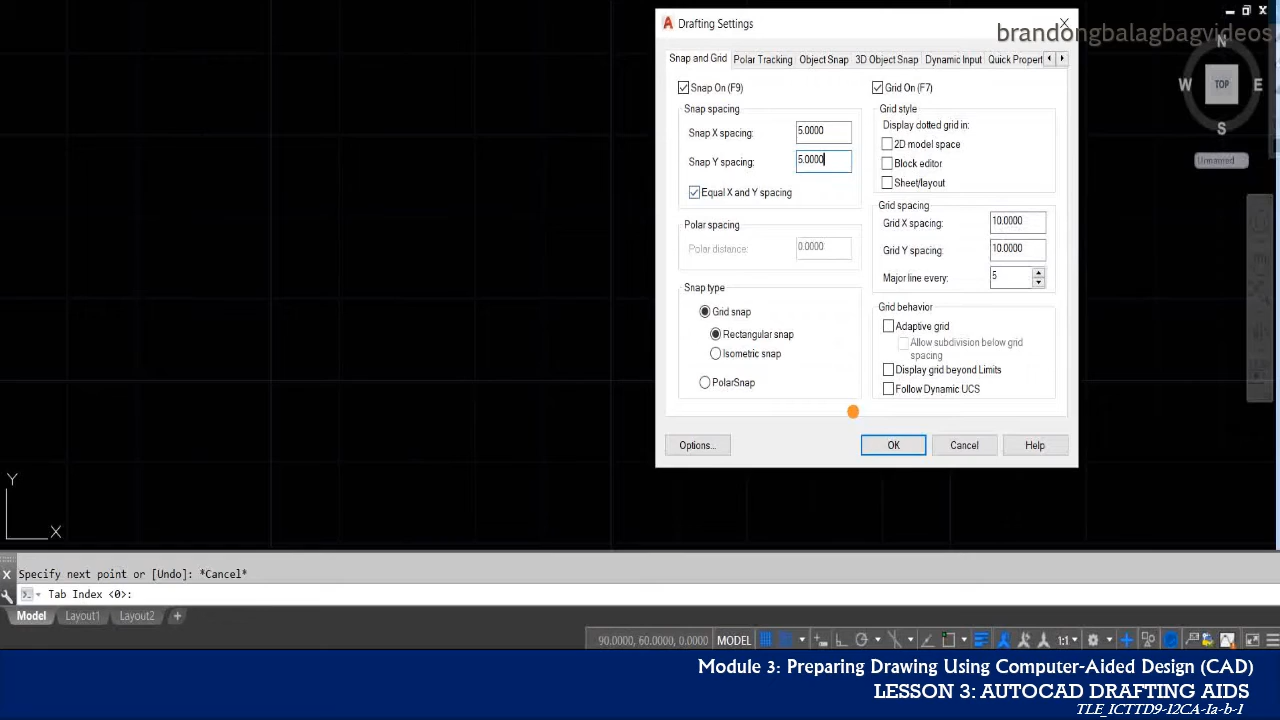 Drafting Settings
brandongbalagbagvideos
Snap and Grid Polar Tracking Object Snap 3D Object Snap Dynamic Input Quick Propert
Snap On (F9)
Snap spacing
Snap X spacing: 5.0000
Snap Y spacing: 5.0000
Equal X and Y spacing
Polar spacing
Polar distance: 0.0000
Snap type
Grid snap
Rectangular snap
Isometric snap
PolarSnap
Grid On (F7)
Grid style
Display dotted grid in:
2D model space
Block editor
Sheet/layout
Grid spacing
Grid X spacing: 10.0000
Grid Y spacing: 10.0000
Major line every: 5
Grid behavior
Adaptive grid
Allow subdivision below grid
spacing
Display grid beyond Limits
Follow Dynamic UCS
Options... OK Cancel Help
N
W TOP E
S
Unnamed
Y
X
Specify next point or [Undo]: *Cancel*
Tab Index <0>:
Model Layout1 Layout2 +
90.0000, 60.0000, 0.0000 MODEL 1:1
Module 3: Preparing Drawing Using Computer-Aided Design (CAD)
LESSON 3: AUTOCAD DRAFTING AIDS
TLE_ICTTD9-12CA-Ia-b-1